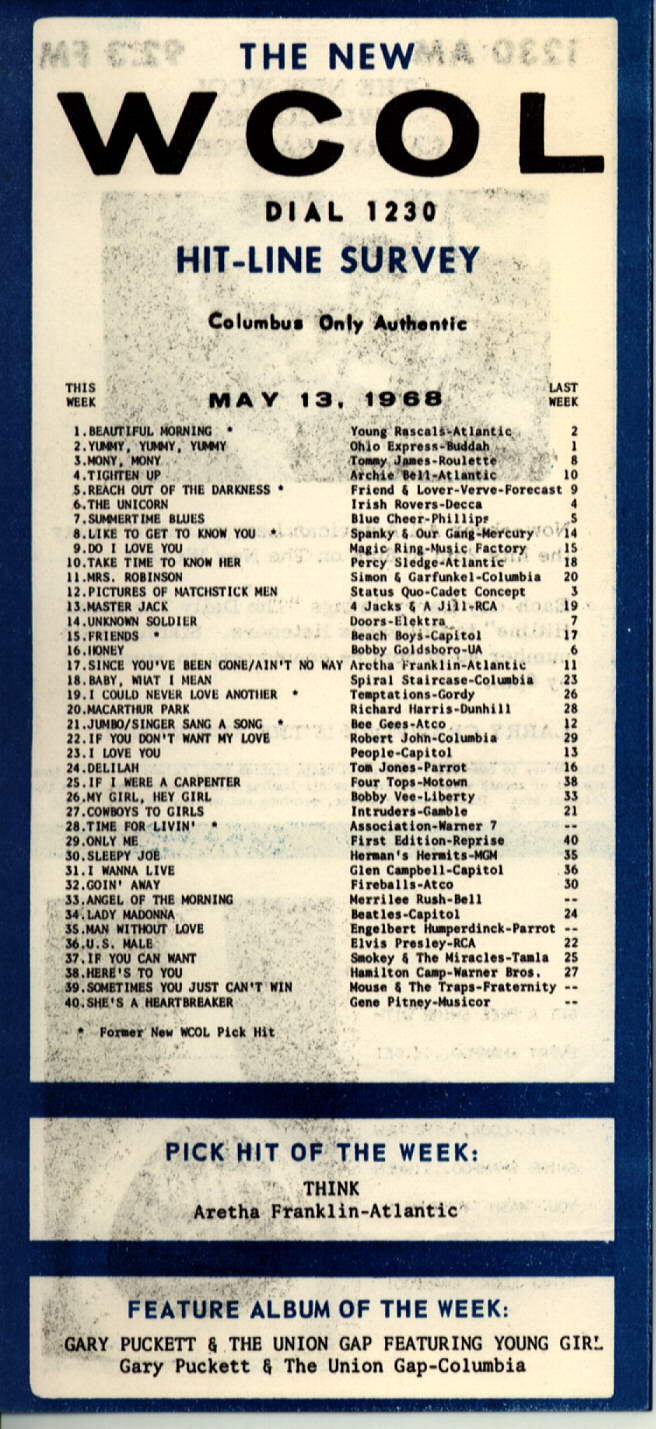 THE NEW
WCOL
DIAL 1230
HIT-LINE SURVEY
Columbus Only Authentic
THIS WEEK MAY 13, 1968 LAST WEEK
1.BEAUTIFUL MORNING * Young Rascals-Atlantic 2
2.YUMMY, YUMMY, YUMMY Ohio Express-Buddah 1
3.MONY, MONY Tommy James-Roulette 8
4.TIGHTEN UP Archie Bell-Atlantic 10
5.REACH OUT OF THE DARKNESS * Friend & Lover-Verve-Forecast 9
6.THE UNICORN Irish Rovers-Decca 4
7.SUMMERTIME BLUES Blue Cheer-Phillips 5
8.LIKE TO GET TO KNOW YOU * Spanky & Our Gang-Mercury 14
9.DO I LOVE YOU Magic Ring-Music Factory 15
10.TAKE TIME TO KNOW HER Percy Sledge-Atlantic 18
11.MRS. ROBINSON Simon & Garfunkel-Columbia 20
12.PICTURES OF MATCHSTICK MEN Status Quo-Cadet Concept 3
13.MASTER JACK 4 Jacks & A Jill-RCA 19
14.UNKNOWN SOLDIER Doors-Elektra 7
15.FRIENDS * Beach Boys-Capitol 17
16.HONEY Bobby Goldsboro-UA 6
17.SINCE YOU'VE BEEN GONE/AIN'T NO WAY Aretha Franklin-Atlantic 11
18.BABY, WHAT I MEAN Spiral Staircase-Columbia 23
19.I COULD NEVER LOVE ANOTHER * Temptations-Gordy 26
20.MACARTHUR PARK Richard Harris-Dunhill 28
21.JUMBO/SINGER SANG A SONG * Bee Gees-Atco 12
22.IF YOU DON'T WANT MY LOVE Robert John-Columbia 29
23.I LOVE YOU People-Capitol 13
24.DELILAH Tom Jones-Parrot 16
25.IF I WERE A CARPENTER Four Tops-Motown 38
26.MY GIRL, HEY GIRL Bobby Vee-Liberty 33
27.COWBOYS TO GIRLS Intruders-Gamble 21
28.TIME FOR LIVIN' * Association-Warner 7 --
29.ONLY ME First Edition-Reprise 40
30.SLEEPY JOE Herman's Hermits-MGM 35
31.I WANNA LIVE Glen Campbell-Capitol 36
32.GOIN' AWAY Fireballs-Atco 30
33.ANGEL OF THE MORNING Merrilee Rush-Bell --
34.LADY MADONNA Beatles-Capitol 24
35.MAN WITHOUT LOVE Engelbert Humperdinck-Parrot --
36.U.S. MALE Elvis Presley-RCA 22
37.IF YOU CAN WANT Smokey & The Miracles-Tamla 25
38.HERE'S TO YOU Hamilton Camp-Warner Bros. 27
39.SOMETIMES YOU JUST CAN'T WIN Mouse & The Traps-Fraternity --
40.SHE'S A HEARTBREAKER Gene Pitney-Musicor --
* Former New WCOL Pick Hit
PICK HIT OF THE WEEK:
THINK
Aretha Franklin-Atlantic
FEATURE ALBUM OF THE WEEK:
GARY PUCKETT & THE UNION GAP FEATURING YOUNG GIRL
Gary Puckett & The Union Gap-Columbia